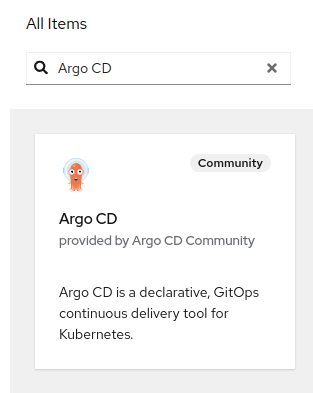 All Items
Argo CD
Community
Argo CD
provided by Argo CD Community
Argo CD is a declarative, GitOps
continuous delivery tool for
Kubernetes.